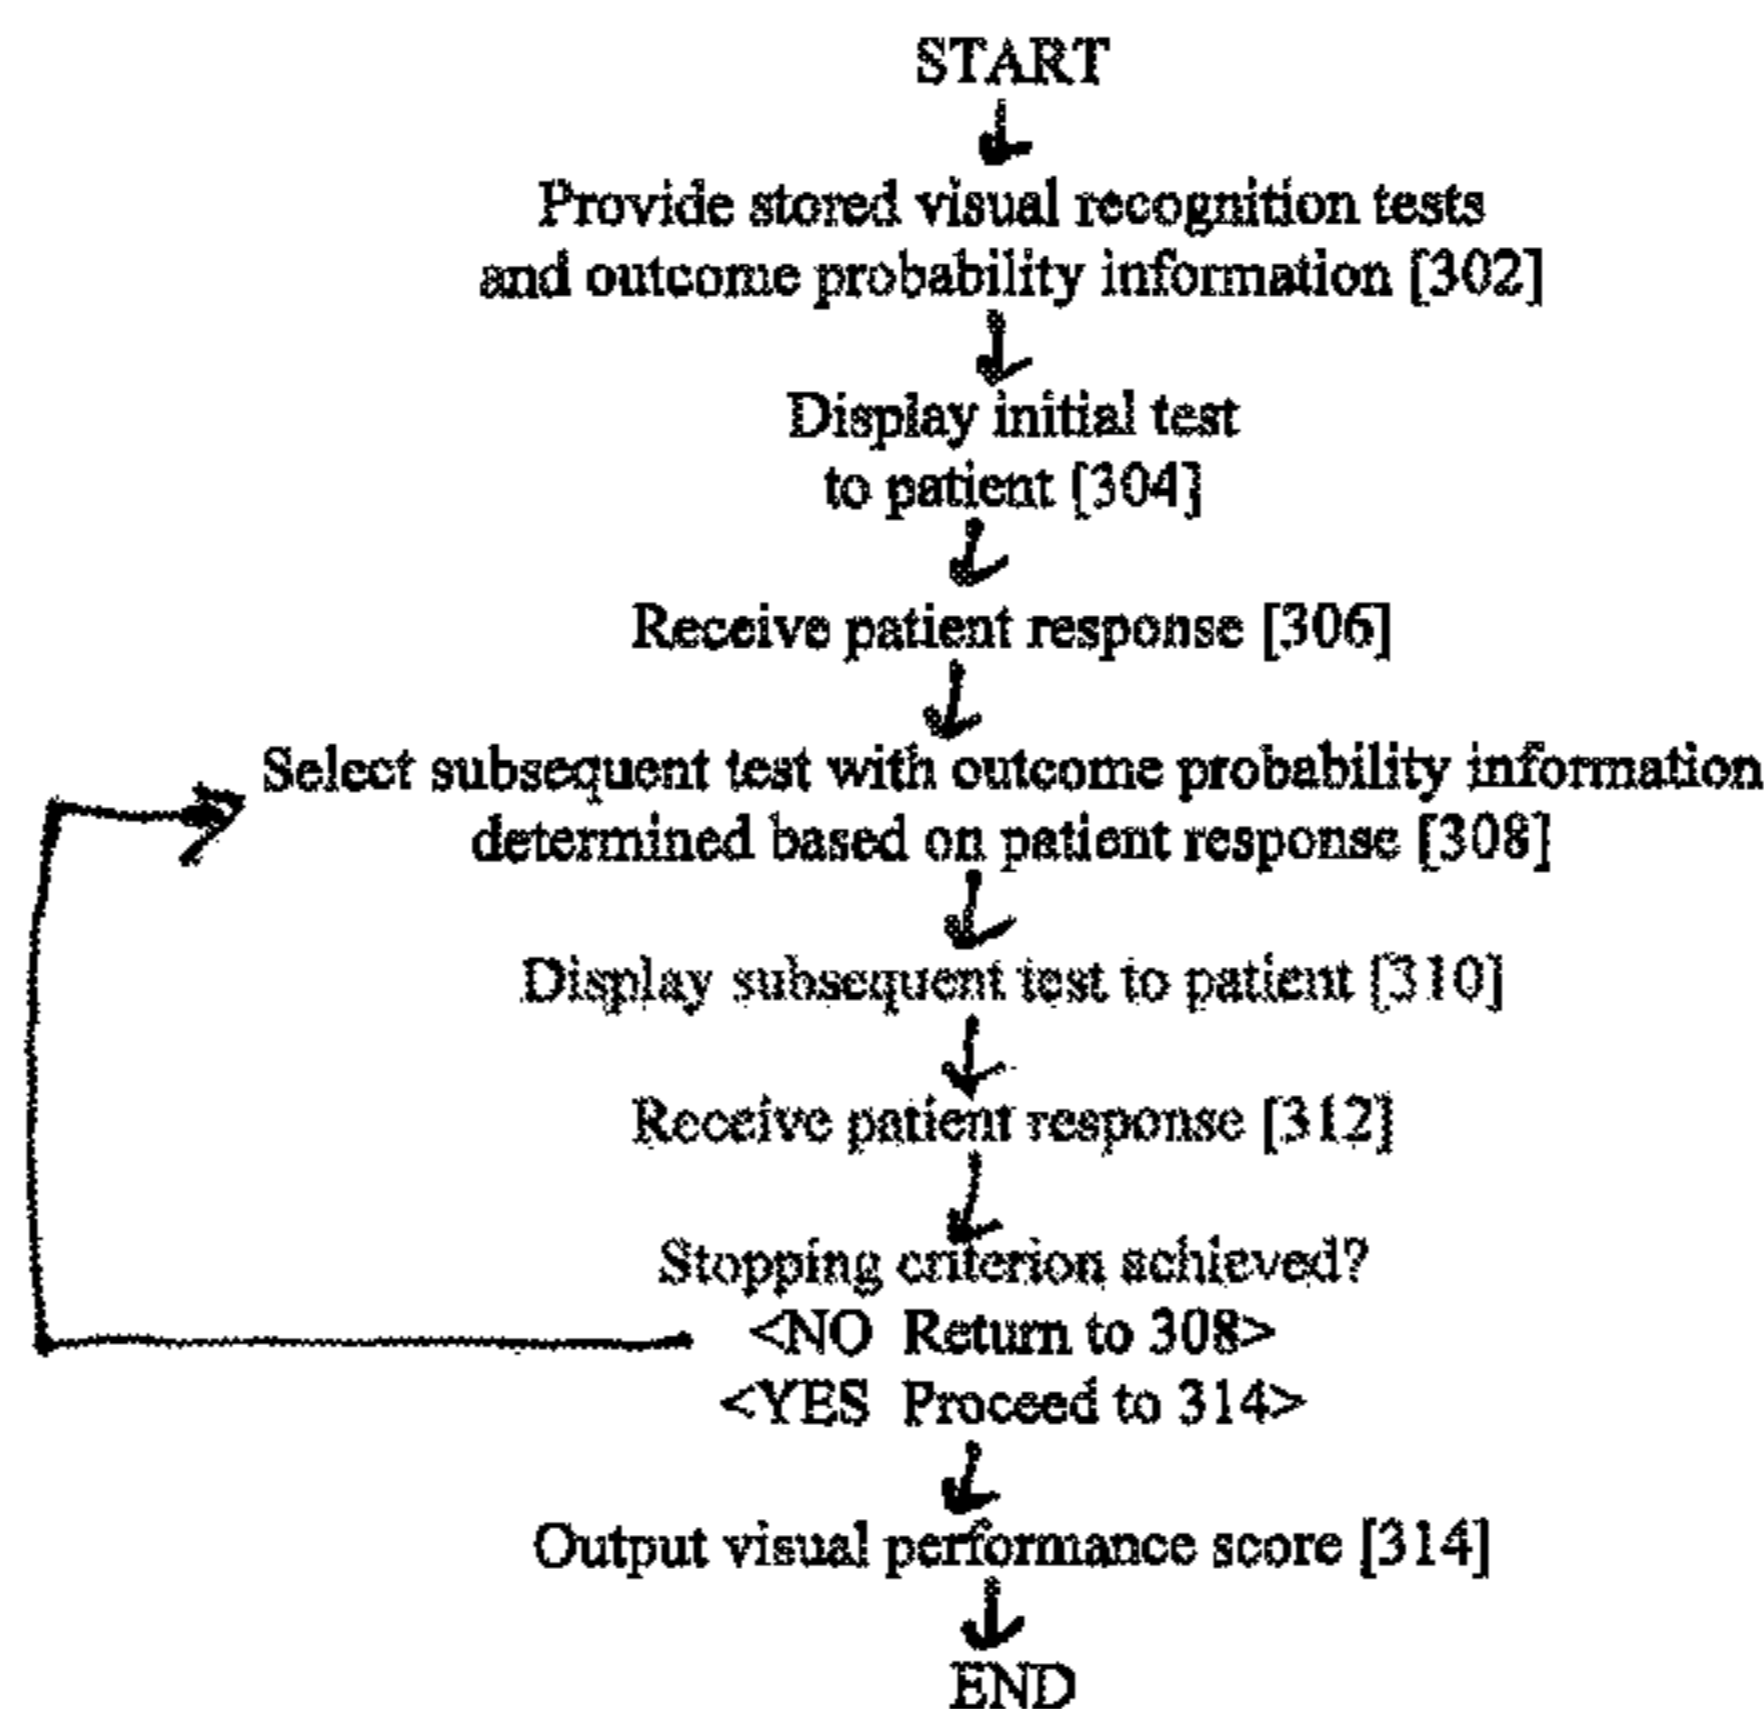 START
Provide stored visual recognition tests
and outcome probability information [302]
Display initial test
to patient [304]
Receive patient response [306]
Select subsequent test with outcome probability information
determined based on patient response [308]
Display subsequent test to patient [310]
Receive patient response [312]
Stopping criterion achieved?
<NO Return to 308>
<YES Proceed to 314>
Output visual performance score [314]
END